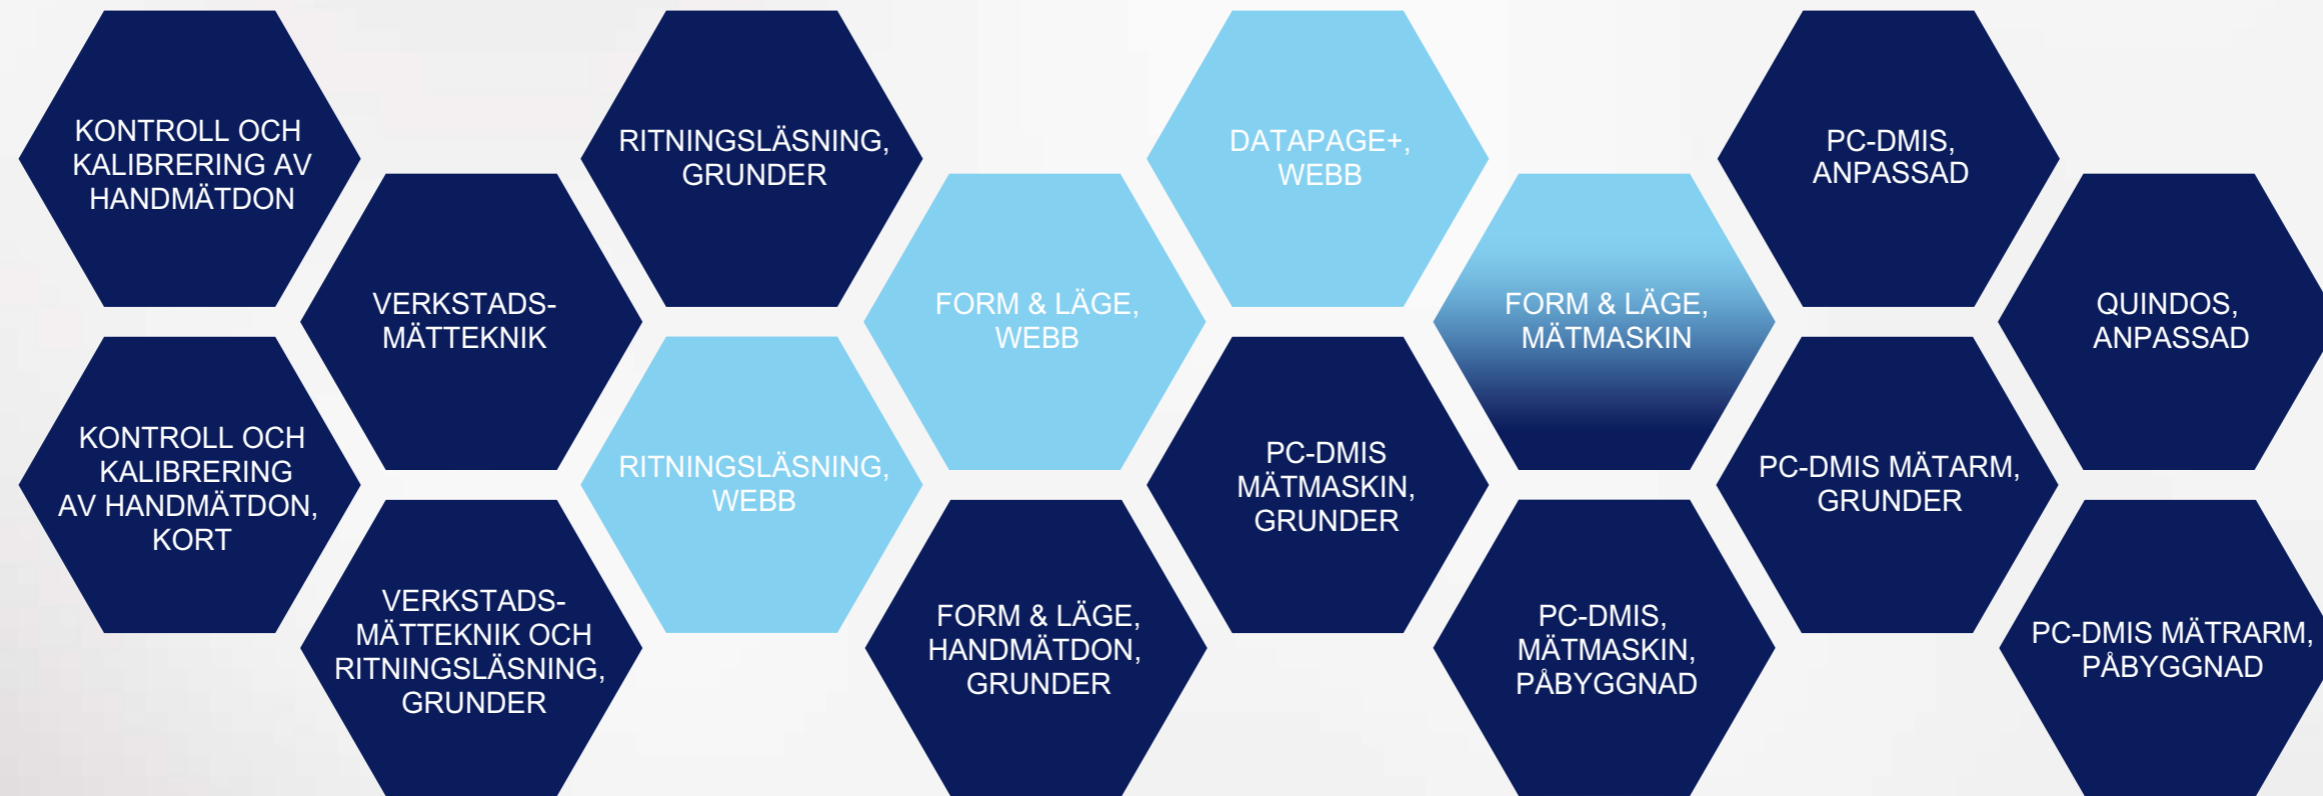 KONTROLL OCH
KALIBRERING AV
HANDMÄTDON
RITNINGSLÄSNING,
GRUNDER
DATAPAGE+,
WEBB
PC-DMIS,
ANPASSAD
VERKSTADS-
MÄTTEKNIK
FORM & LÄGE,
WEBB
FORM & LÄGE,
MÄTMASKIN
QUINDOS,
ANPASSAD
KONTROLL OCH
KALIBRERING
AV HANDMÄTDON,
KORT
RITNINGSLÄSNING,
WEBB
PC-DMIS
MÄTMASKIN,
GRUNDER
PC-DMIS MÄTARM,
GRUNDER
VERKSTADS-
MÄTTEKNIK OCH
RITNINGSLÄSNING,
GRUNDER
FORM & LÄGE,
HANDMÄTDON,
GRUNDER
PC-DMIS,
MÄTMASKIN,
PÅBYGGNAD
PC-DMIS MÄTRARM,
PÅBYGGNAD